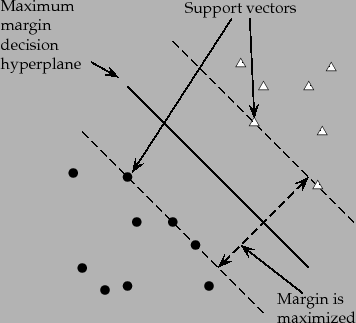 Maximum
margin
decision
hyperplane
Support vectors
Margin is
maximized